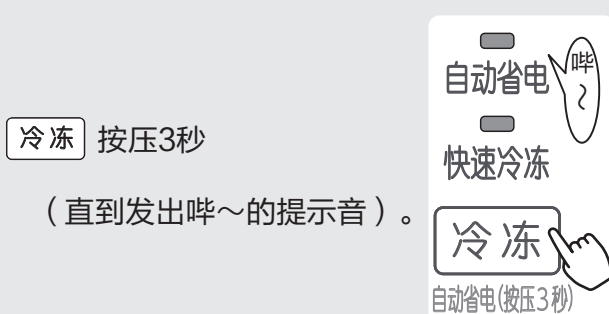 冷冻 按压3秒
（直到发出哔～的提示音）。
自动省电
哔～
快速冷冻
冷冻
自动省电(按压3秒)